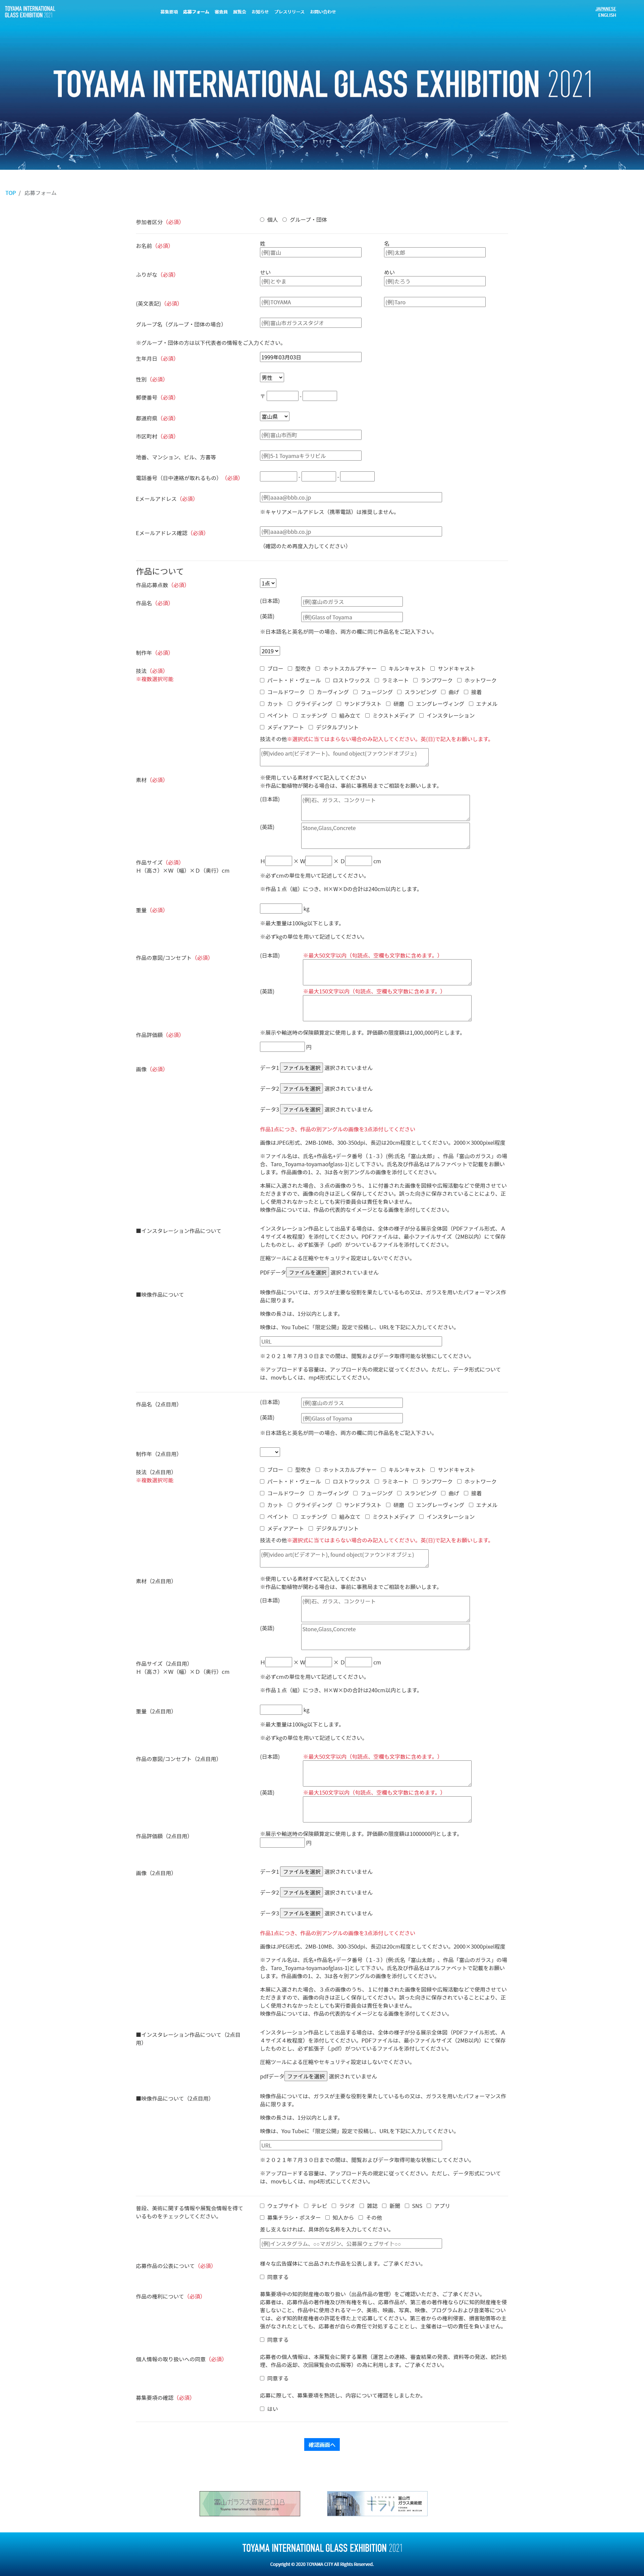 TOYAMA INTERNATIONAL
GLASS EXHIBITION 2021
募集要項 応募フォーム 審査員 展覧会 お知らせ プレスリリース お問い合わせ
JAPANESE
ENGLISH
TOYAMA INTERNATIONAL GLASS EXHIBITION 2021
TOP / 応募フォーム
参加者区分（必須） 個人 グループ・団体
お名前（必須） 姓 名
(例)富山 (例)太郎
ふりがな（必須） せい めい
(例)とやま (例)たろう
(英文表記)（必須） (例)TOYAMA (例)Taro
グループ名（グループ・団体の場合） (例)富山市ガラススタジオ
※グループ・団体の方は以下代表者の情報をご入力ください。
生年月日（必須） 1999年03月03日
性別（必須） 男性
郵便番号（必須） 〒 -
都道府県（必須） 富山県
市区町村（必須） (例)富山市西町
地番、マンション、ビル、方書等 (例)5-1 Toyamaキラリビル
電話番号（日中連絡が取れるもの）（必須） - -
Eメールアドレス（必須） (例)aaaa@bbb.co.jp
※キャリアメールアドレス（携帯電話）は推奨しません。
Eメールアドレス確認（必須） (例)aaaa@bbb.co.jp
（確認のため再度入力してください）
作品について
作品応募点数（必須） 1点
作品名（必須） (日本語) (例)富山のガラス
(英語) (例)Glass of Toyama
※日本語名と英名が同一の場合、両方の欄に同じ作品名をご記入下さい。
制作年（必須） 2019
技法（必須）
※複数選択可能
ブロー 型吹き ホットスカルプチャー キルンキャスト サンドキャスト
パート・ド・ヴェール ロストワックス ラミネート ランプワーク ホットワーク
コールドワーク カーヴィング フュージング スランピング 曲げ 接着
カット グライディング サンドブラスト 研磨 エングレーヴィング エナメル
ペイント エッチング 組み立て ミクストメディア インスタレーション
メディアアート デジタルプリント
技法その他※選択式に当てはまらない場合のみ記入してください。英(日)で記入をお願いします。
(例)video art(ビデオアート)、found object(ファウンドオブジェ)
素材（必須） ※使用している素材すべて記入してください
※作品に動植物が関わる場合は、事前に事務局までご相談をお願いします。
(日本語) (例)石、ガラス、コンクリート
(英語) Stone,Glass,Concrete
作品サイズ（必須）
H（高さ）×W（幅）×D（奥行）cm
H × W × D cm
※必ずcmの単位を用いて記述してください。
※作品１点（組）につき、H×W×Dの合計は240cm以内とします。
重量（必須） kg
※最大重量は100kg以下とします。
※必ずkgの単位を用いて記述してください。
作品の意図/コンセプト（必須） (日本語) ※最大50文字以内（句読点、空欄も文字数に含めます。）
(英語) ※最大150文字以内（句読点、空欄も文字数に含めます。）
作品評価額（必須） ※展示や輸送時の保険額算定に使用します。評価額の限度額は1,000,000円とします。
円
画像（必須） データ1 ファイルを選択 選択されていません
データ2 ファイルを選択 選択されていません
データ3 ファイルを選択 選択されていません
作品1点につき、作品の別アングルの画像を3点添付してください
画像はJPEG形式、2MB-10MB、300-350dpi、長辺は20cm程度としてください。2000×3000pixel程度
※ファイル名は、氏名+作品名+データ番号（１-３）(例:氏名「富山太郎」、作品「富山のガラス」の場合、Taro_Toyama-toyamaofglass-1)として下さい。氏名及び作品名はアルファベットで記載をお願いします。作品画像の1、2、3は各々別アングルの画像を添付してください。
本展に入選された場合、３点の画像のうち、１に付番された画像を図録や広報活動などで使用させていただきますので、画像の向きは正しく保存してください。誤った向きに保存されていることにより、正しく使用されなかったとしても実行委員会は責任を負いません。
映像作品については、作品の代表的なイメージとなる画像を添付してください。
■インスタレーション作品について インスタレーション作品として出品する場合は、全体の様子が分る展示全体図（PDFファイル形式、A４サイズ４枚程度）を添付してください。PDFファイルは、最小ファイルサイズ（2MB以内）にて保存したものとし、必ず拡張子（.pdf）がついているファイルを添付してください。
圧縮ツールによる圧縮やセキュリティ設定はしないでください。
PDFデータ ファイルを選択 選択されていません
■映像作品について 映像作品については、ガラスが主要な役割を果たしているもの又は、ガラスを用いたパフォーマンス作品に限ります。
映像の長さは、1分以内とします。
映像は、You Tubeに「限定公開」設定で投稿し、URLを下記に入力してください。
URL
※２０２１年７月３０日までの間は、閲覧およびデータ取得可能な状態にしてください。
※アップロードする容量は、アップロード先の規定に従ってください。ただし、データ形式については、movもしくは、mp4形式にしてください。
作品名（2点目用） (日本語) (例)富山のガラス
(英語) (例)Glass of Toyama
※日本語名と英名が同一の場合、両方の欄に同じ作品名をご記入下さい。
制作年（2点目用）
技法（2点目用）
※複数選択可能
ブロー 型吹き ホットスカルプチャー キルンキャスト サンドキャスト
パート・ド・ヴェール ロストワックス ラミネート ランプワーク ホットワーク
コールドワーク カーヴィング フュージング スランピング 曲げ 接着
カット グライディング サンドブラスト 研磨 エングレーヴィング エナメル
ペイント エッチング 組み立て ミクストメディア インスタレーション
メディアアート デジタルプリント
技法その他※選択式に当てはまらない場合のみ記入してください。英(日)で記入をお願いします。
(例)video art(ビデオアート), found object(ファウンドオブジェ)
素材（2点目用） ※使用している素材すべて記入してください
※作品に動植物が関わる場合は、事前に事務局までご相談をお願いします。
(日本語) (例)石、ガラス、コンクリート
(英語) Stone,Glass,Concrete
作品サイズ（2点目用）
H（高さ）×W（幅）×D（奥行）cm
H × W × D cm
※必ずcmの単位を用いて記述してください。
※作品１点（組）につき、H×W×Dの合計は240cm以内とします。
重量（2点目用） kg
※最大重量は100kg以下とします。
※必ずkgの単位を用いて記述してください。
作品の意図/コンセプト（2点目用） (日本語) ※最大50文字以内（句読点、空欄も文字数に含めます。）
(英語) ※最大150文字以内（句読点、空欄も文字数に含めます。）
作品評価額（2点目用） ※展示や輸送時の保険額算定に使用します。評価額の限度額は1000000円とします。
円
画像（2点目用） データ1 ファイルを選択 選択されていません
データ2 ファイルを選択 選択されていません
データ3 ファイルを選択 選択されていません
作品1点につき、作品の別アングルの画像を3点添付してください
画像はJPEG形式、2MB-10MB、300-350dpi、長辺は20cm程度としてください。2000×3000pixel程度
※ファイル名は、氏名+作品名+データ番号（１-３）(例:氏名「富山太郎」、作品「富山のガラス」の場合、Taro_Toyama-toyamaofglass-1)として下さい。氏名及び作品名はアルファベットで記載をお願いします。作品画像の1、2、3は各々別アングルの画像を添付してください。
本展に入選された場合、３点の画像のうち、１に付番された画像を図録や広報活動などで使用させていただきますので、画像の向きは正しく保存してください。誤った向きに保存されていることにより、正しく使用されなかったとしても実行委員会は責任を負いません。
映像作品については、作品の代表的なイメージとなる画像を添付してください。
■インスタレーション作品について（2点目用） インスタレーション作品として出品する場合は、全体の様子が分る展示全体図（PDFファイル形式、A４サイズ４枚程度）を添付してください。PDFファイルは、最小ファイルサイズ（2MB以内）にて保存したものとし、必ず拡張子（.pdf）がついているファイルを添付してください。
圧縮ツールによる圧縮やセキュリティ設定はしないでください。
pdfデータ ファイルを選択 選択されていません
■映像作品について（2点目用） 映像作品については、ガラスが主要な役割を果たしているもの又は、ガラスを用いたパフォーマンス作品に限ります。
映像の長さは、1分以内とします。
映像は、You Tubeに「限定公開」設定で投稿し、URLを下記に入力してください。
URL
※２０２１年７月３０日までの間は、閲覧およびデータ取得可能な状態にしてください。
※アップロードする容量は、アップロード先の規定に従ってください。ただし、データ形式については、movもしくは、mp4形式にしてください。
普段、美術に関する情報や展覧会情報を得ているものをチェックしてください。
ウェブサイト テレビ ラジオ 雑誌 新聞 SNS アプリ
募集チラシ・ポスター 知人から その他
差し支えなければ、具体的な名称を入力してください。
(例)インスタグラム、○○マガジン、公募展ウェブサイト○○
応募作品の公表について（必須） 様々な広告媒体にて出品された作品を公表します。ご了承ください。
同意する
作品の権利について（必須） 募集要項中の知的財産権の取り扱い（出品作品の管理）をご確認いただき、ご了承ください。
応募者は、応募作品の著作権及び所有権を有し、応募作品が、第三者の著作権ならびに知的財産権を侵害しないこと、作品中に使用されるマーク、美術、映画、写真、映像、プログラムおよび音楽等については、必ず知的財産権者の許諾を得た上で応募してください。第三者からの権利侵害、損害賠償等の主張がなされたとしても、応募者が自らの責任で対処することとし、主催者は一切の責任を負いません。
同意する
個人情報の取り扱いへの同意（必須） 応募者の個人情報は、本展覧会に関する業務（運営上の連絡、審査結果の発表、資料等の発送、統計処理、作品の返却、次回展覧会の広報等）の為に利用します。ご了承ください。
同意する
募集要項の確認（必須） 応募に際して、募集要項を熟読し、内容について確認をしましたか。
はい
確認画面へ
富山ガラス大賞展2018
Toyama International Glass Exhibition 2018
TOYAMA
キラリ
富山市
ガラス美術館
TOYAMA INTERNATIONAL GLASS EXHIBITION 2021
Copyright © 2020 TOYAMA CITY All Rights Reserved.